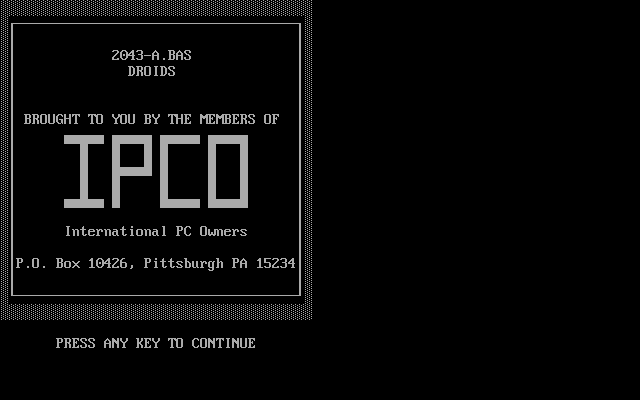 2043-A.BAS
DROIDS
BROUGHT TO YOU BY THE MEMBERS OF
IPCO
International PC Owners
P.O. Box 10426, Pittsburgh PA 15234
PRESS ANY KEY TO CONTINUE